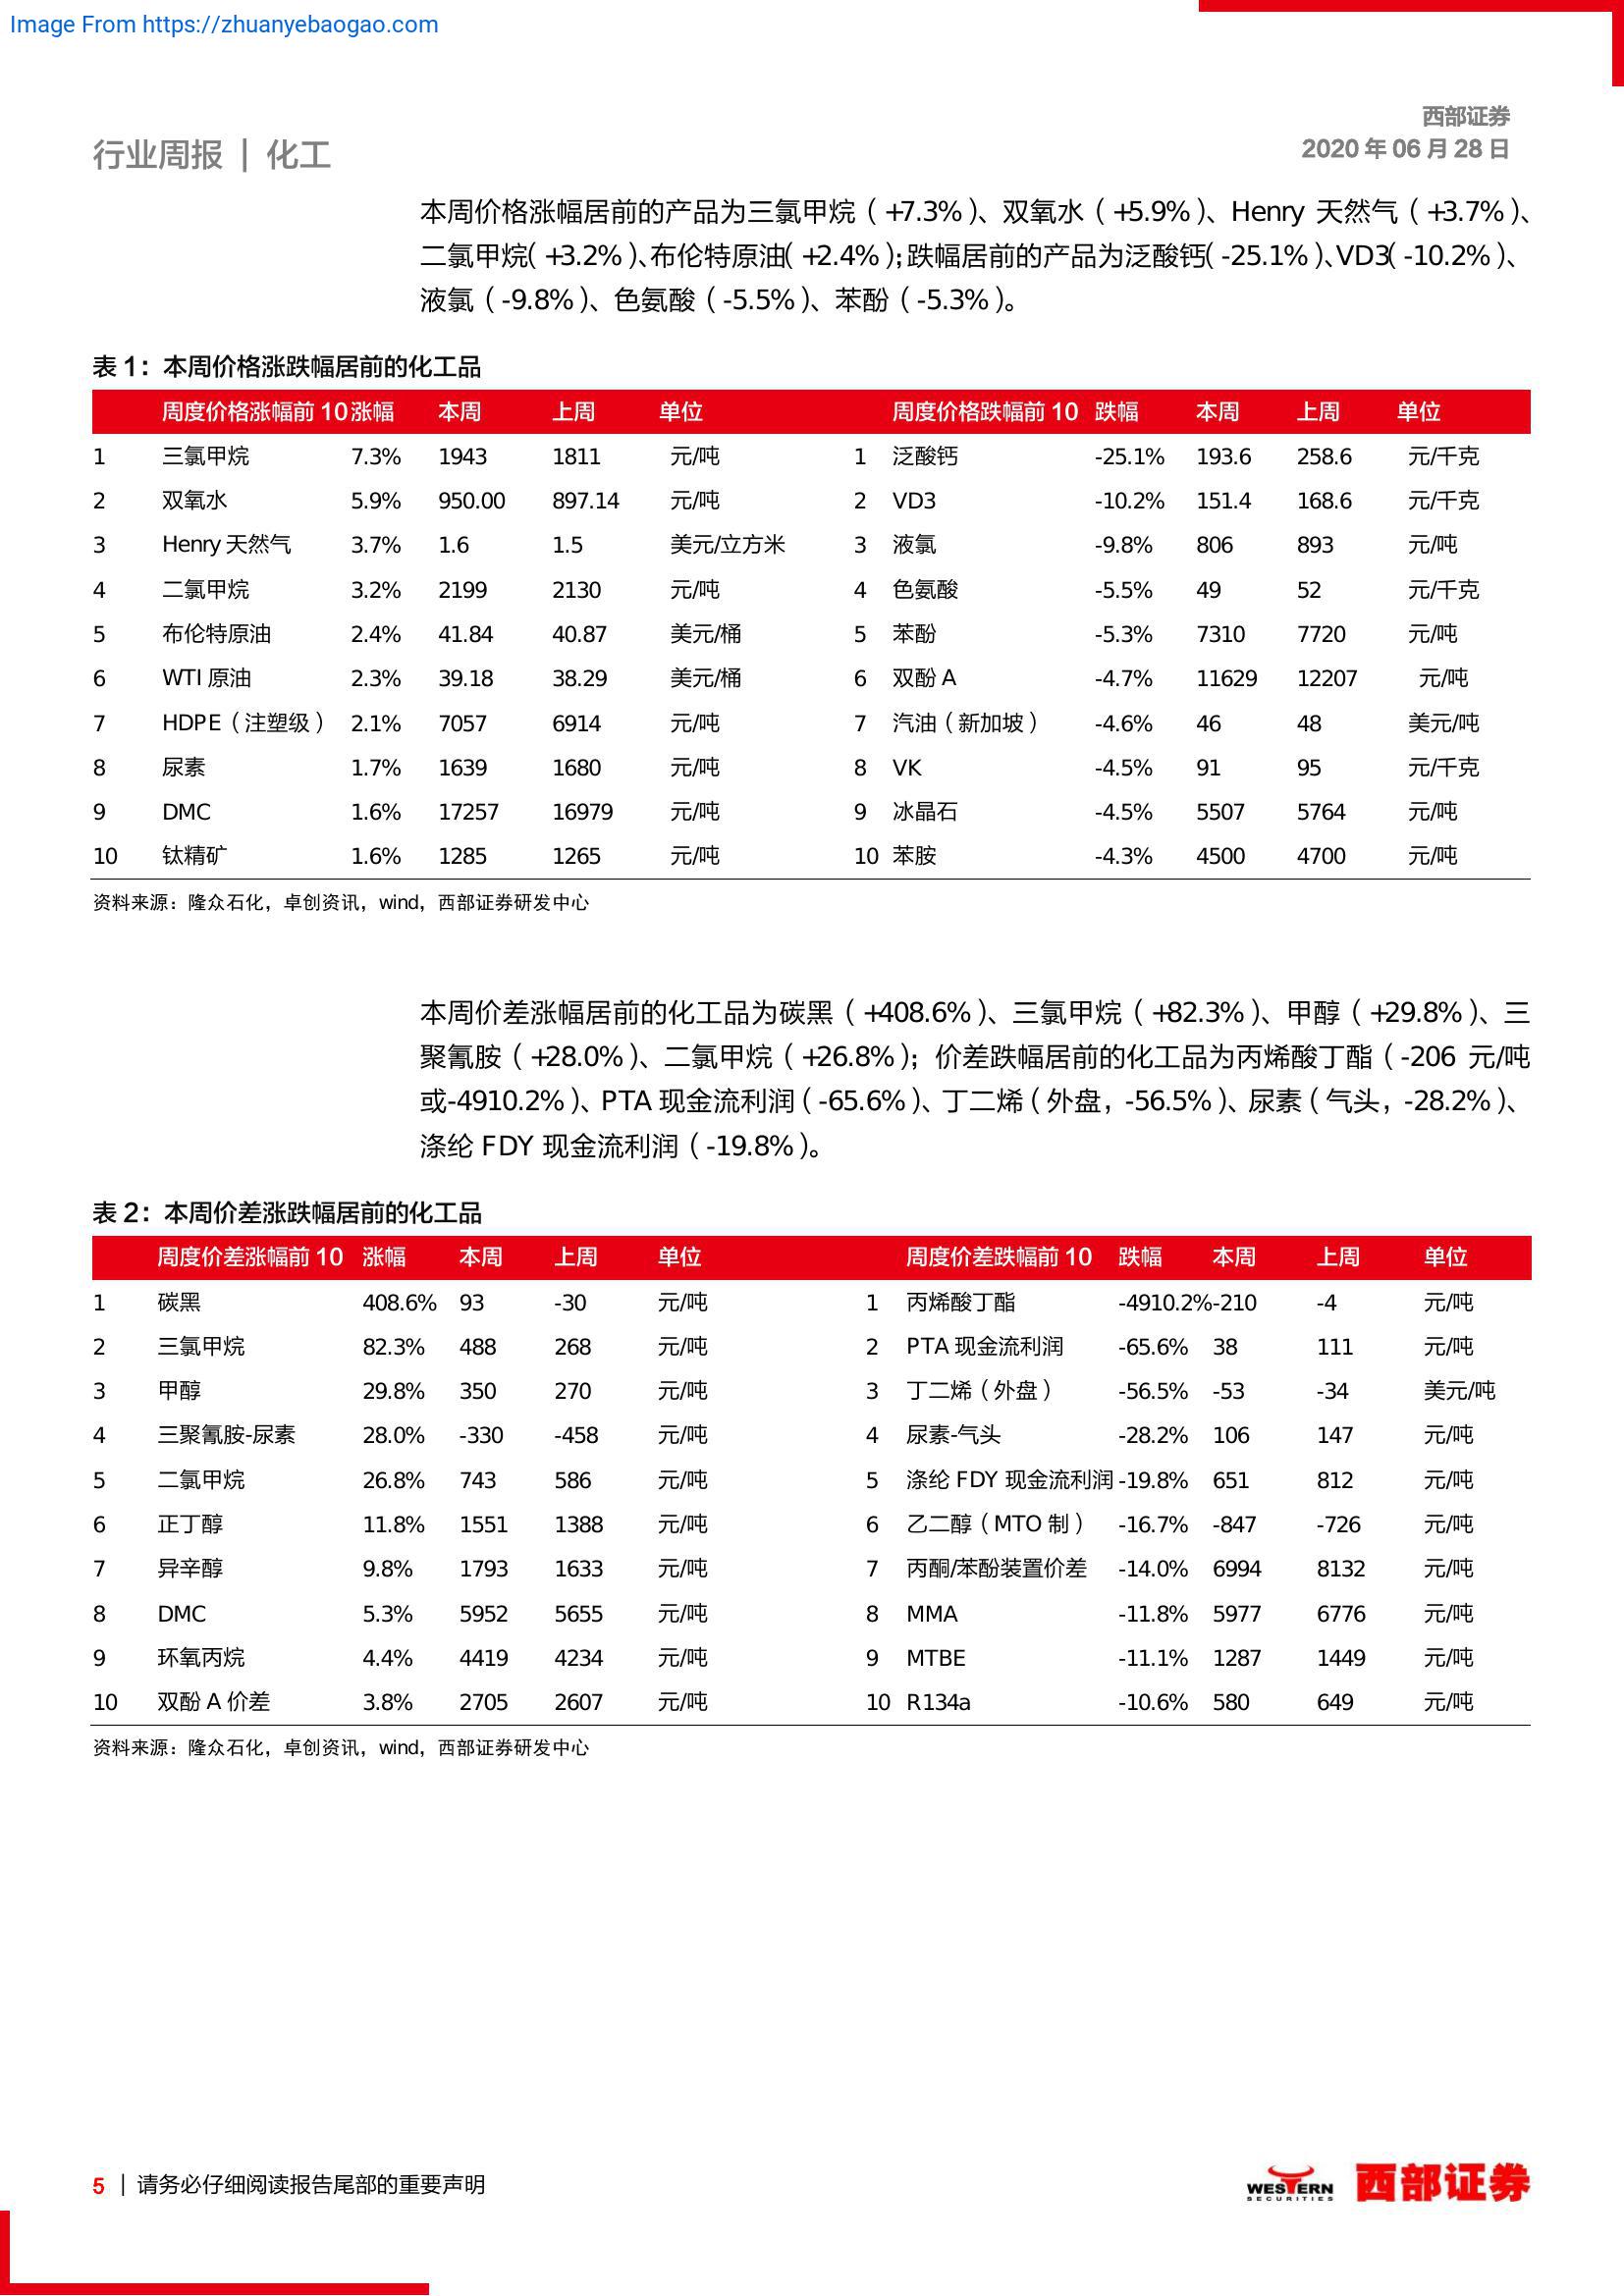 Image From https://zhuanyebaogao.com
西部证券
行业周报 | 化工
2020 年 06 月 28 日
本周价格涨幅居前的产品为三氯甲烷（+7.3%）、双氧水（+5.9%）、Henry 天然气（+3.7%）、
二氯甲烷（+3.2%）、布伦特原油（+2.4%）；跌幅居前的产品为泛酸钙（-25.1%）、VD3（-10.2%）、
液氯（-9.8%）、色氨酸（-5.5%）、苯酚（-5.3%）。
表 1：本周价格涨跌幅居前的化工品
周度价格涨幅前 10 涨幅 本周 上周 单位 周度价格跌幅前 10 跌幅 本周 上周 单位
1 三氯甲烷 7.3% 1943 1811 元/吨 1 泛酸钙 -25.1% 193.6 258.6 元/千克
2 双氧水 5.9% 950.00 897.14 元/吨 2 VD3 -10.2% 151.4 168.6 元/千克
3 Henry 天然气 3.7% 1.6 1.5 美元/立方米 3 液氯 -9.8% 806 893 元/吨
4 二氯甲烷 3.2% 2199 2130 元/吨 4 色氨酸 -5.5% 49 52 元/千克
5 布伦特原油 2.4% 41.84 40.87 美元/桶 5 苯酚 -5.3% 7310 7720 元/吨
6 WTI 原油 2.3% 39.18 38.29 美元/桶 6 双酚 A -4.7% 11629 12207 元/吨
7 HDPE（注塑级） 2.1% 7057 6914 元/吨 7 汽油（新加坡） -4.6% 46 48 美元/吨
8 尿素 1.7% 1639 1680 元/吨 8 VK -4.5% 91 95 元/千克
9 DMC 1.6% 17257 16979 元/吨 9 冰晶石 -4.5% 5507 5764 元/吨
10 钛精矿 1.6% 1285 1265 元/吨 10 苯胺 -4.3% 4500 4700 元/吨
资料来源：隆众石化，卓创资讯，wind，西部证券研发中心
本周价差涨幅居前的化工品为碳黑（+408.6%）、三氯甲烷（+82.3%）、甲醇（+29.8%）、三
聚氰胺（+28.0%）、二氯甲烷（+26.8%）；价差跌幅居前的化工品为丙烯酸丁酯（-206 元/吨
或-4910.2%）、PTA 现金流利润（-65.6%）、丁二烯（外盘，-56.5%）、尿素（气头，-28.2%）、
涤纶 FDY 现金流利润（-19.8%）。
表 2：本周价差涨跌幅居前的化工品
周度价差涨幅前 10 涨幅 本周 上周 单位 周度价差跌幅前 10 跌幅 本周 上周 单位
1 碳黑 408.6% 93 -30 元/吨 1 丙烯酸丁酯 -4910.2% -210 -4 元/吨
2 三氯甲烷 82.3% 488 268 元/吨 2 PTA 现金流利润 -65.6% 38 111 元/吨
3 甲醇 29.8% 350 270 元/吨 3 丁二烯（外盘） -56.5% -53 -34 美元/吨
4 三聚氰胺-尿素 28.0% -330 -458 元/吨 4 尿素-气头 -28.2% 106 147 元/吨
5 二氯甲烷 26.8% 743 586 元/吨 5 涤纶 FDY 现金流利润 -19.8% 651 812 元/吨
6 正丁醇 11.8% 1551 1388 元/吨 6 乙二醇（MTO 制） -16.7% -847 -726 元/吨
7 异辛醇 9.8% 1793 1633 元/吨 7 丙酮/苯酚装置价差 -14.0% 6994 8132 元/吨
8 DMC 5.3% 5952 5655 元/吨 8 MMA -11.8% 5977 6776 元/吨
9 环氧丙烷 4.4% 4419 4234 元/吨 9 MTBE -11.1% 1287 1449 元/吨
10 双酚 A 价差 3.8% 2705 2607 元/吨 10 R134a -10.6% 580 649 元/吨
资料来源：隆众石化，卓创资讯，wind，西部证券研发中心
5 | 请务必仔细阅读报告尾部的重要声明
WESTERN
SECURITIES
西部证券